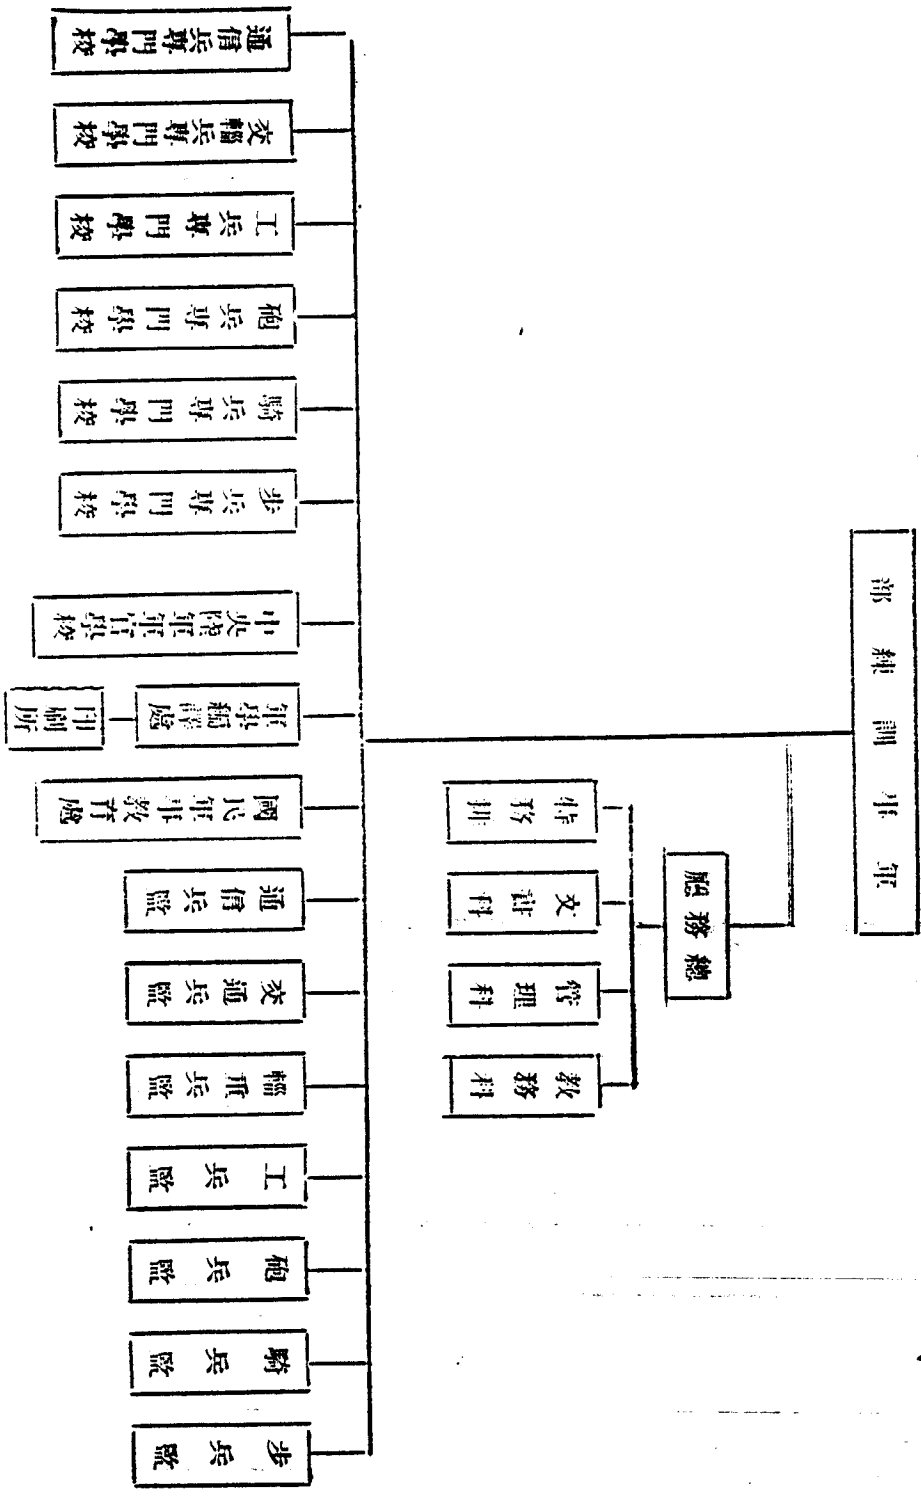 軍事訓練部
總務廳
教務科
管理科
文書科
特務排
步兵監
騎兵監
砲兵監
工兵監
輜重兵監
交通兵監
通信兵監
國民軍事教育處
軍學編譯處
印刷所
中央陸軍軍官學校
步兵專門學校
騎兵專門學校
砲兵專門學校
工兵專門學校
交輜兵專門學校
通信兵專門學校